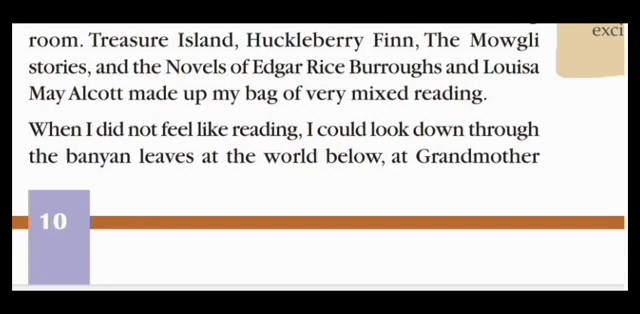 room. Treasure Island, Huckleberry Finn, The Mowgli
stories, and the Novels of Edgar Rice Burroughs and Louisa
May Alcott made up my bag of very mixed reading.
When I did not feel like reading, I could look down through
the banyan leaves at the world below, at Grandmother
10
exci